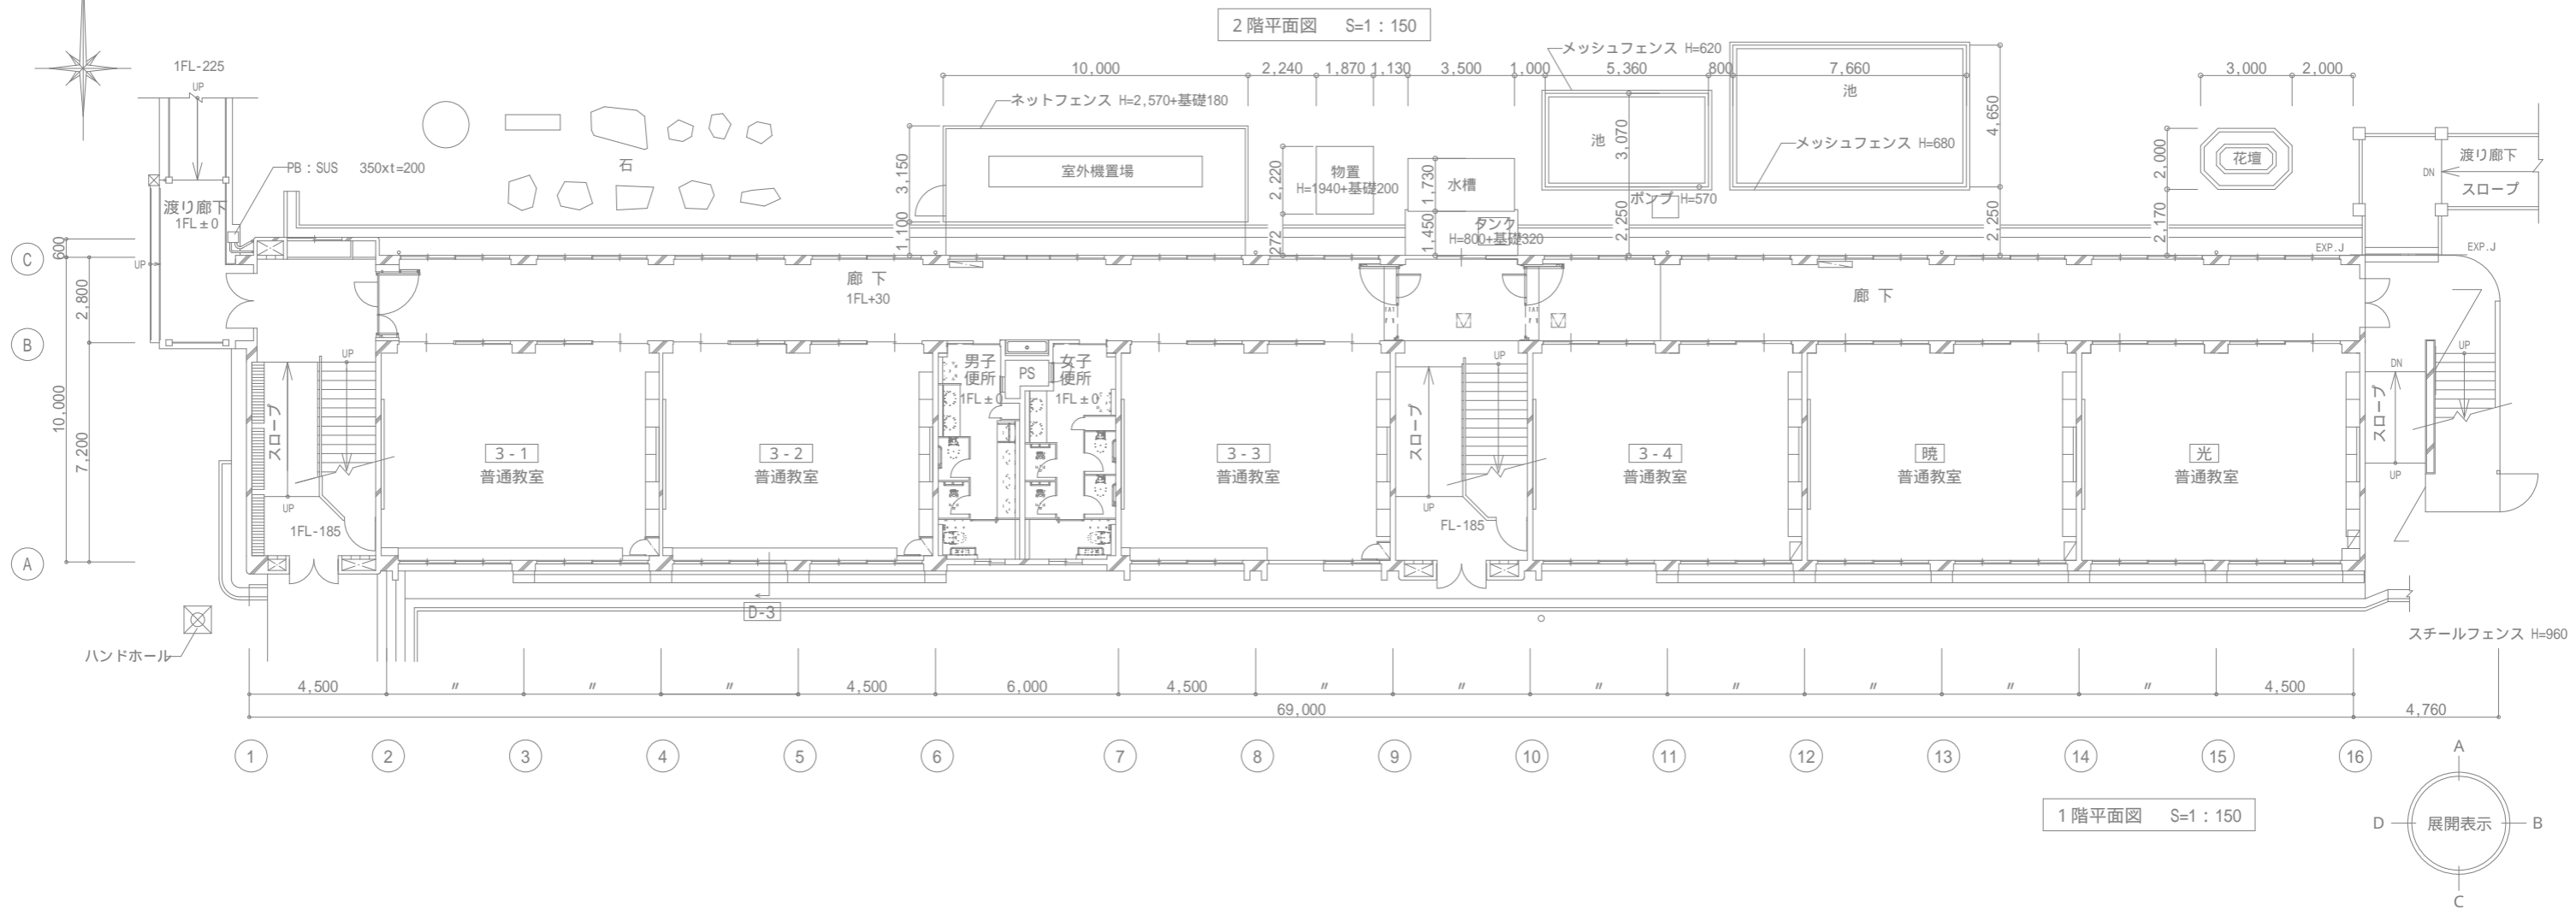 2階平面図 S=1：150
メッシュフェンス H=620
1FL-225
UP
10,000
2,240
1,870
1,130
3,500
1,000
5,360
800
7,660
3,000
2,000
池
ネットフェンス H=2,570+基礎180
4,650
池
3,070
メッシュフェンス H=680
PB：SUS 350xt=200
石
3,150
室外機置場
2,220
物置
H=1940+基礎200
1,730
水槽
2,000
花壇
渡り廊下
DN
スロープ
渡り廊下
1FL±0
ポンプ H=570
1,100
272
1,450
タンク
H=800+基礎320
2,250
2,250
2,170
EXP.J
EXP.J
600
C
UP
廊下
1FL+30
廊下
2,800
B
UP
男子
便所
1FL±0
PS
女子
便所
1FL±0
UP
UP
DN
10,000
7,200
スロープ
3-1
普通教室
3-2
普通教室
3-3
普通教室
スロープ
3-4
普通教室
暁
普通教室
光
普通教室
スロープ
UP
1FL-185
UP
FL-185
UP
A
D-3
ハンドホール
スチールフェンス H=960
4,500
〃
〃
〃
4,500
6,000
4,500
〃
〃
〃
〃
〃
〃
〃
4,500
69,000
4,760
1
2
3
4
5
6
7
8
9
10
11
12
13
14
15
16
1階平面図 S=1：150
A
D
展開表示
B
C